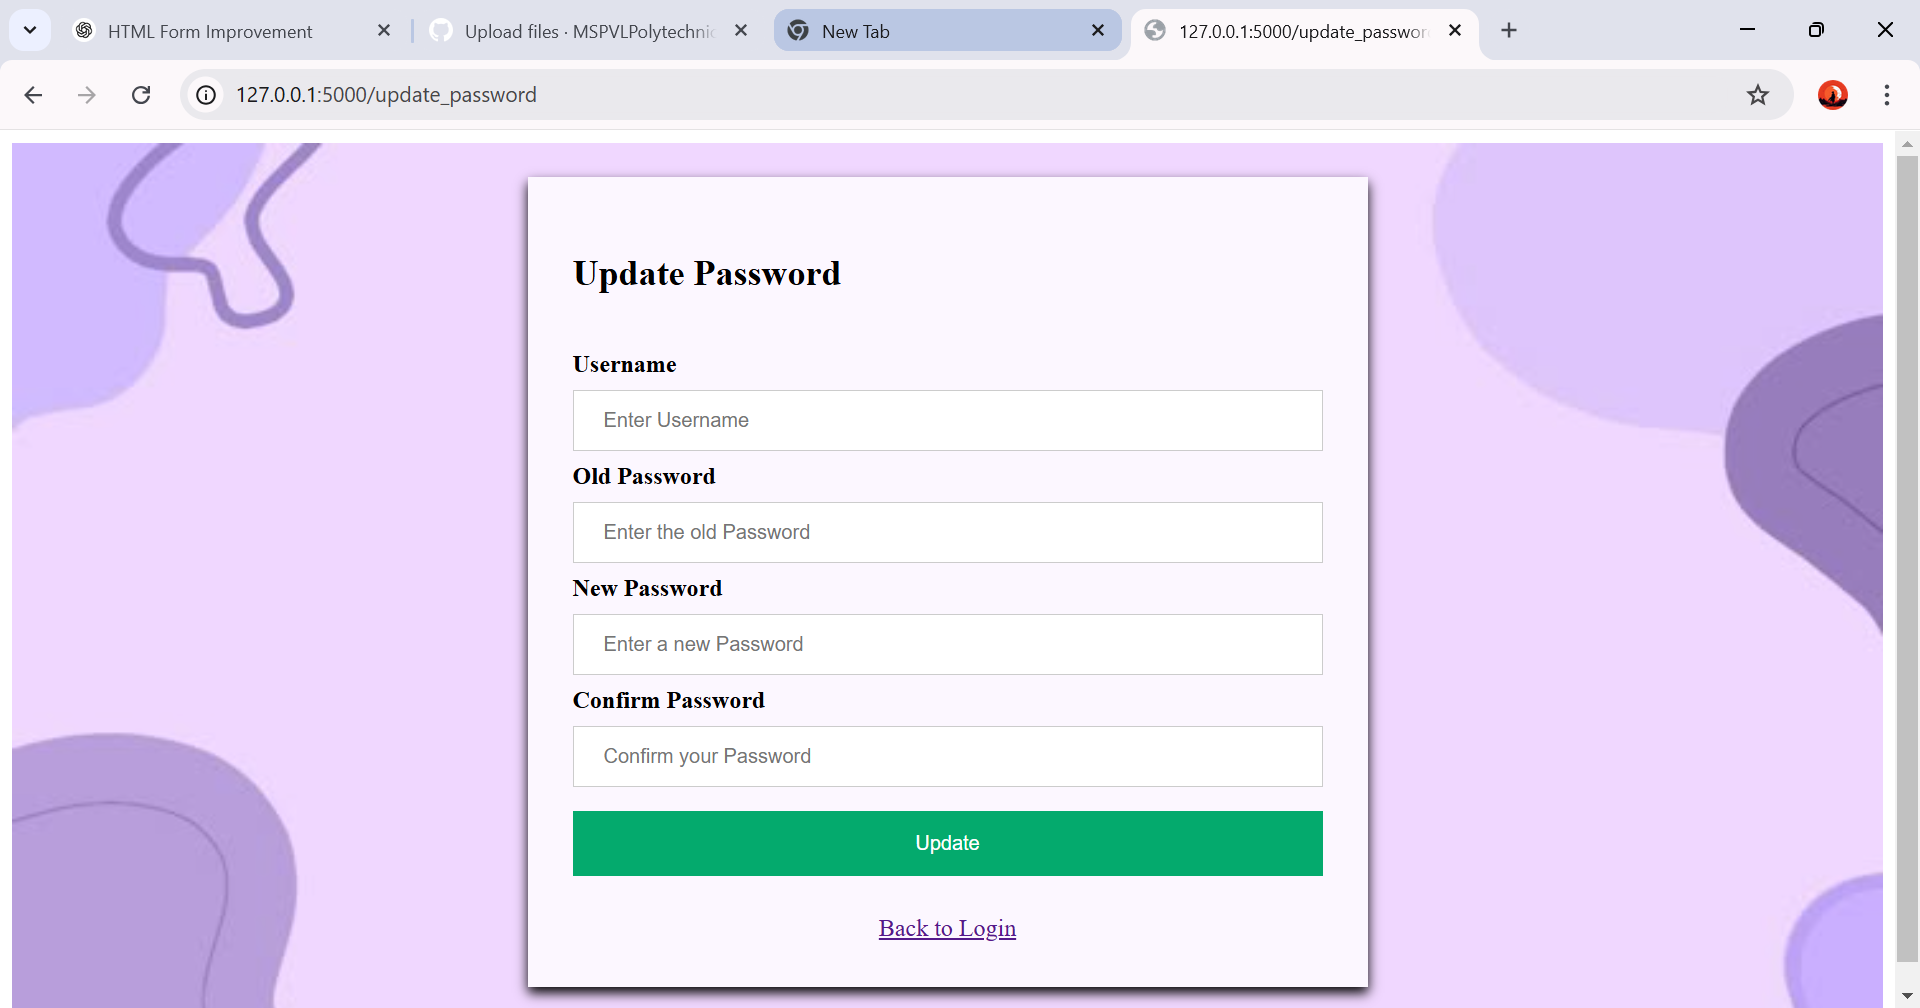 HTML Form Improvement
Upload files · MSPVLPolytechnic
New Tab
127.0.0.1:5000/update_passwor
127.0.0.1:5000/update_password
Update Password
Username
Enter Username
Old Password
Enter the old Password
New Password
Enter a new Password
Confirm Password
Confirm your Password
Update
Back to Login